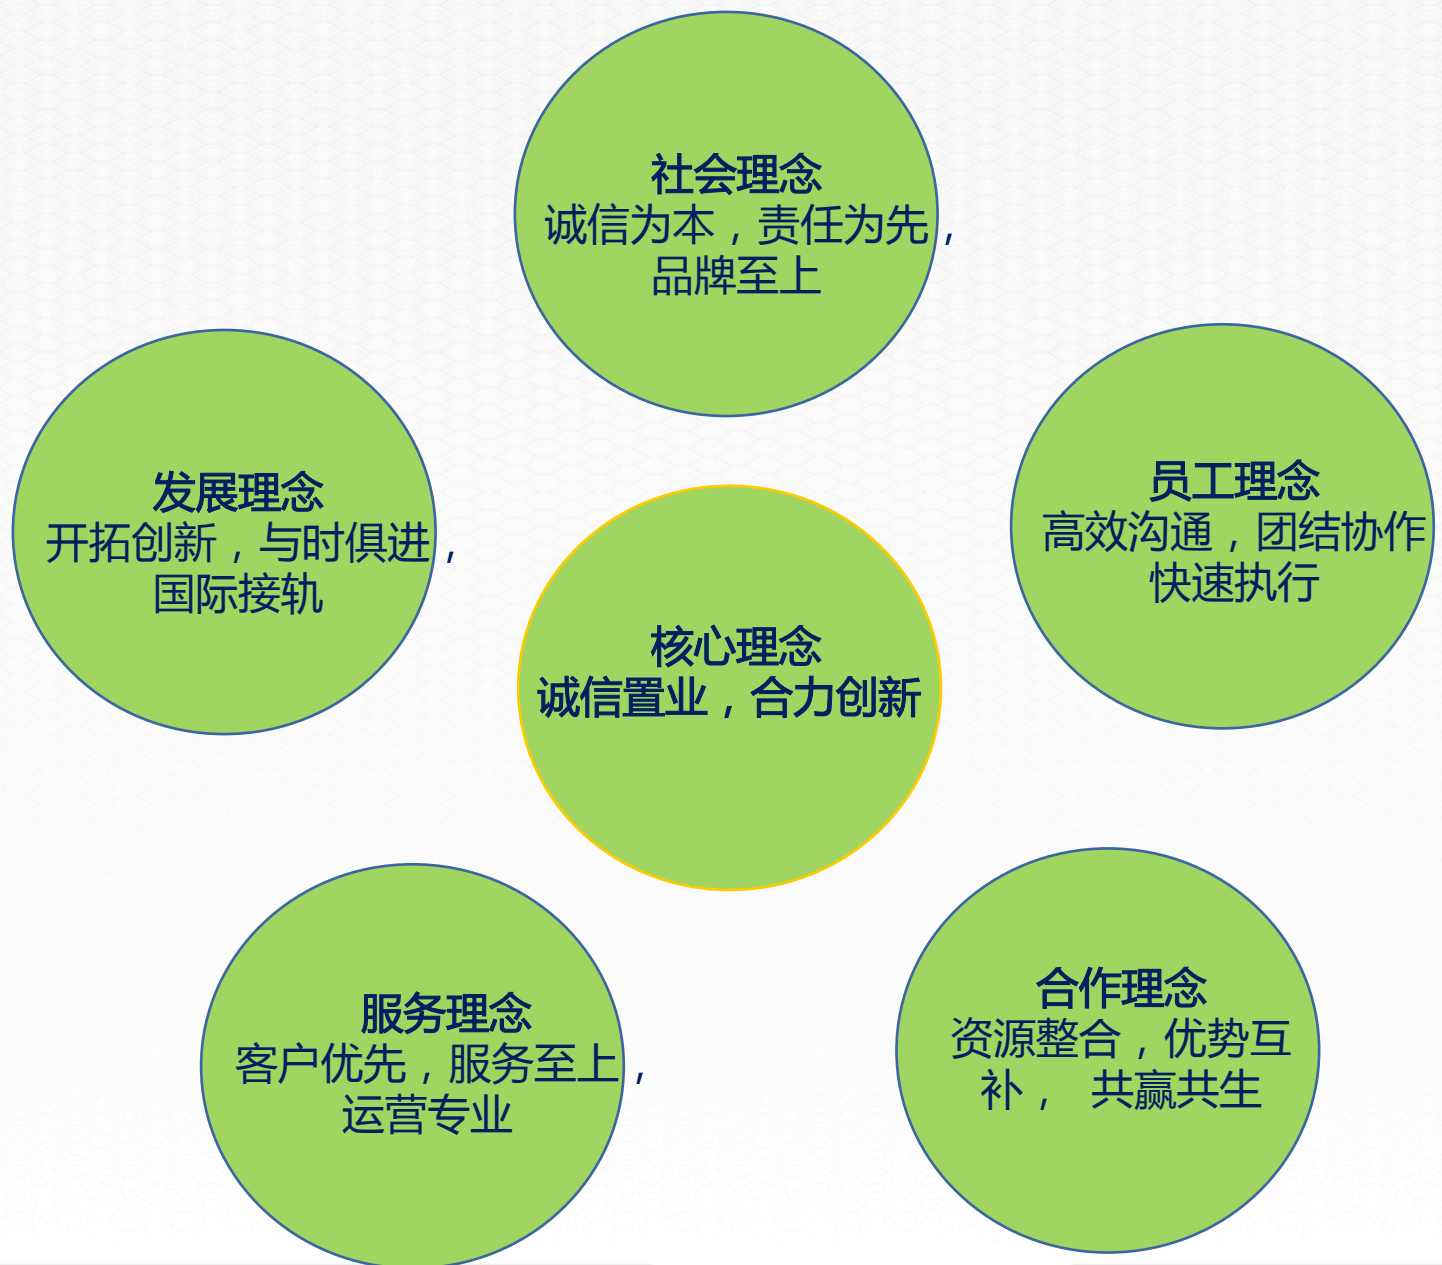 社会理念
诚信为本，责任为先，
品牌至上
发展理念
开拓创新，与时俱进，
国际接轨
员工理念
高效沟通，团结协作
快速执行
核心理念
诚信置业，合力创新
服务理念
客户优先，服务至上，
运营专业
合作理念
资源整合，优势互
补， 共赢共生